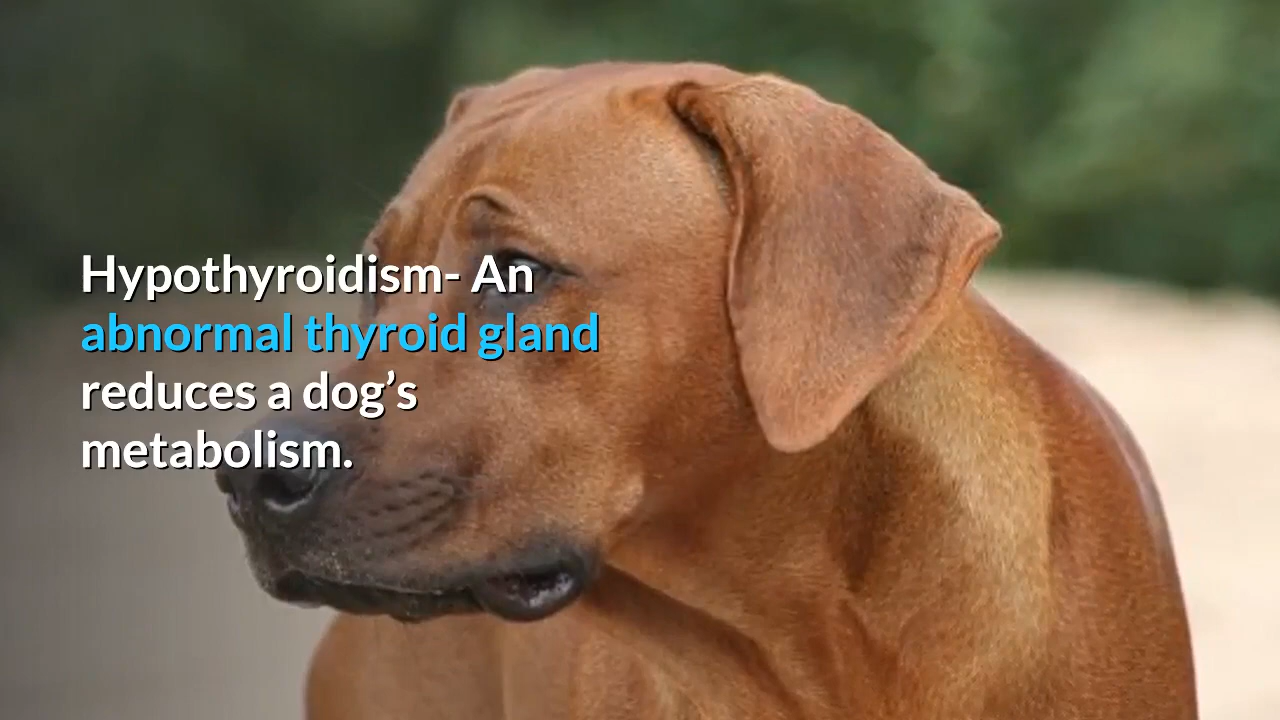 Hypothyroidism- An
abnormal thyroid gland
reduces a dog’s
metabolism.